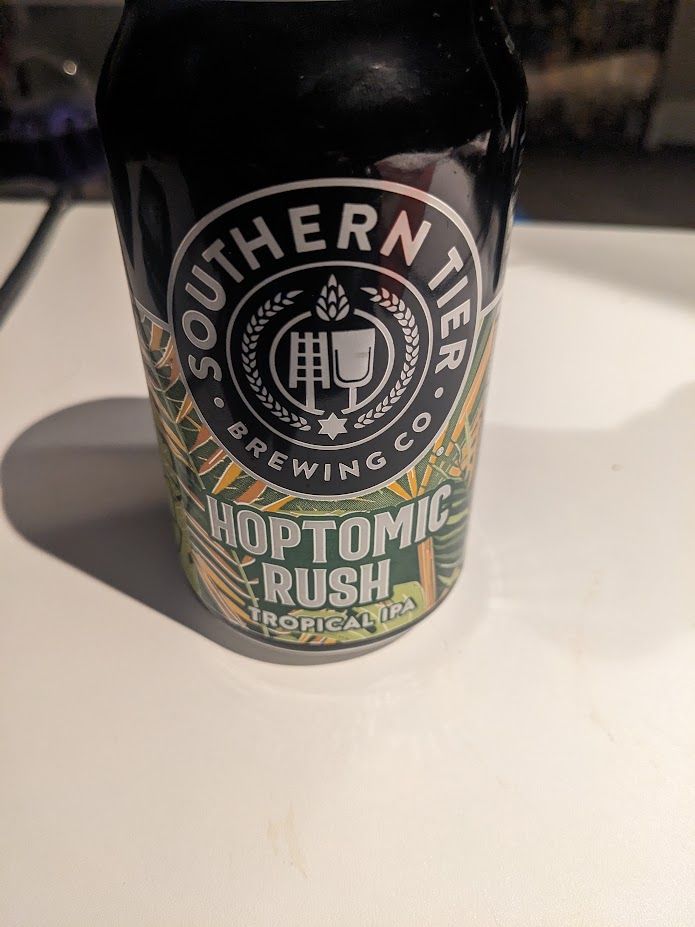 SOUTHERN TIER
BREWING CO
HOPTOMIC
RUSH
TROPICAL IPA